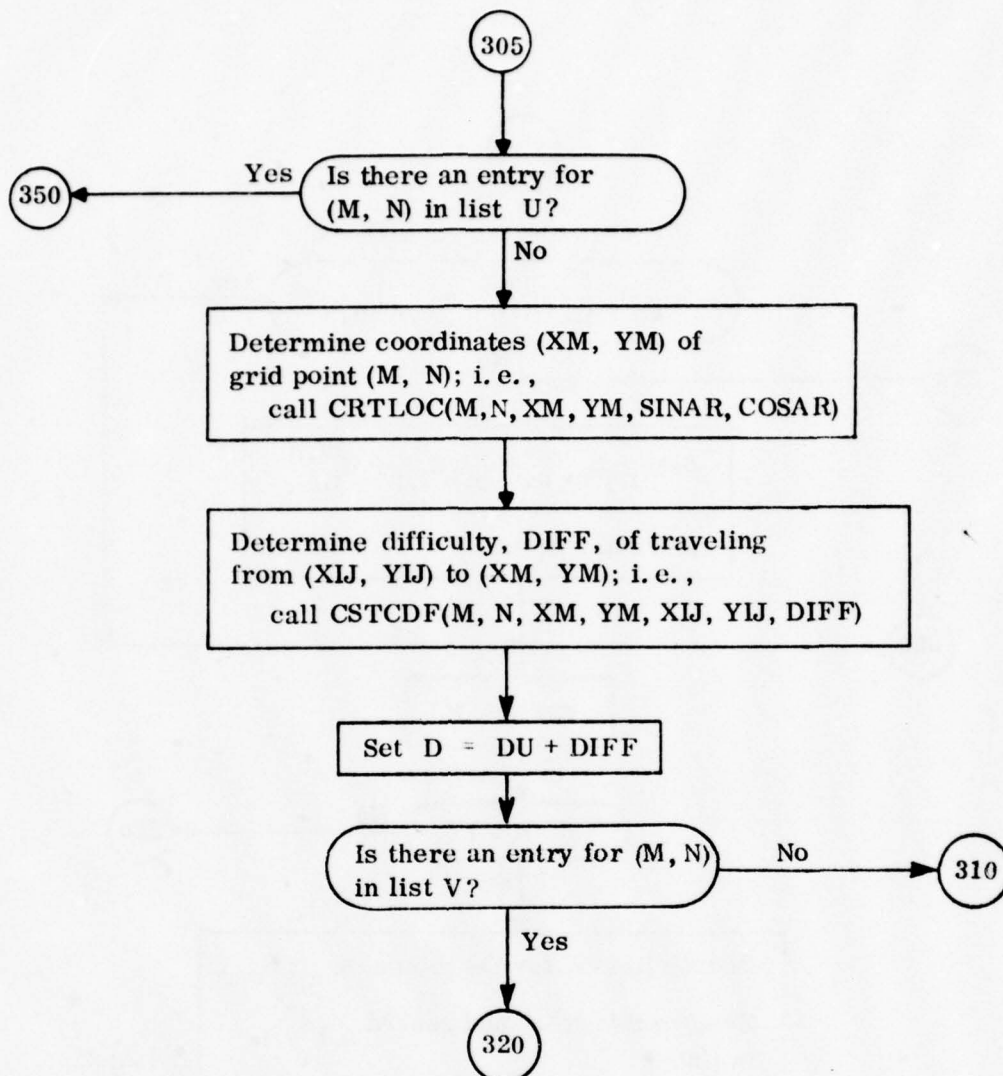 305
Yes
350
Is there an entry for
(M, N) in list U?
No
Determine coordinates (XM, YM) of
grid point (M, N); i.e.,
call CRTLOC(M,N,XM, YM, SINAR, COSAR)
Determine difficulty, DIFF, of traveling
from (XIJ, YIJ) to (XM, YM); i.e.,
call CSTCDF(M, N, XM, YM, XIJ, YIJ, DIFF)
Set D = DU + DIFF
Is there an entry for (M, N)
in list V?
No
310
Yes
320